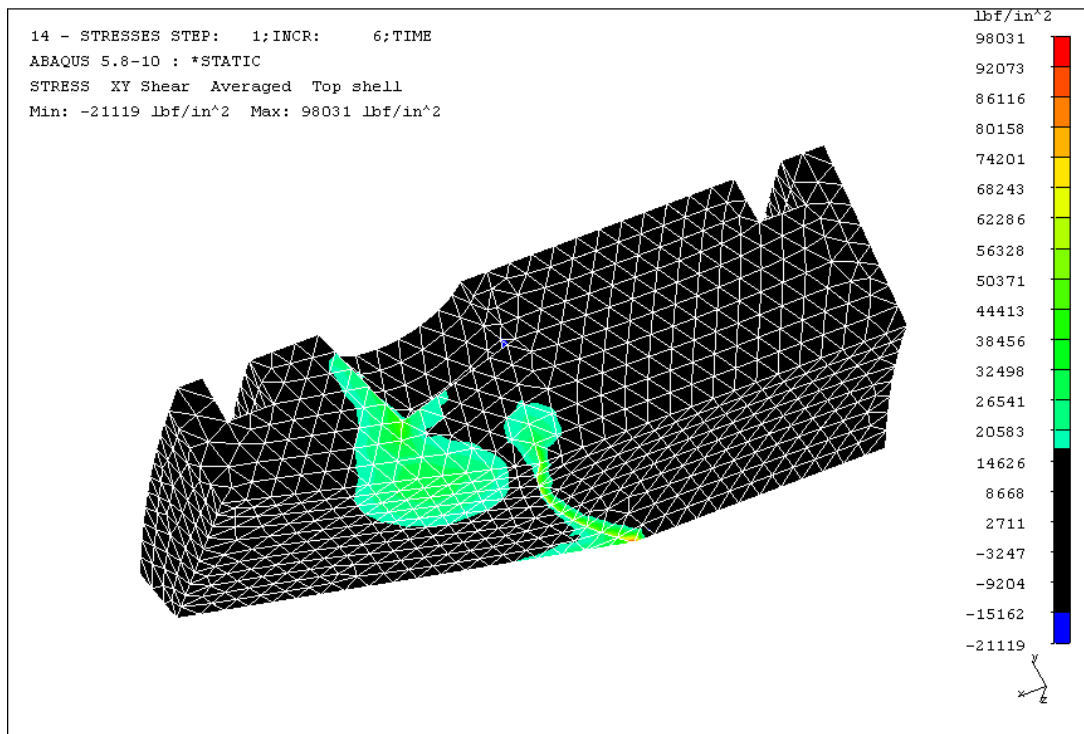 14 - STRESSES STEP: 1;INCR: 6;TIME
ABAQUS 5.8-10 : *STATIC
STRESS XY Shear Averaged Top shell
Min: -21119 lbf/in^2 Max: 98031 lbf/in^2
lbf/in^2
98031
92073
86116
80158
74201
68243
62286
56328
50371
44413
38456
32498
26541
20583
14626
8668
2711
-3247
-9204
-15162
-21119
Y
X
Z